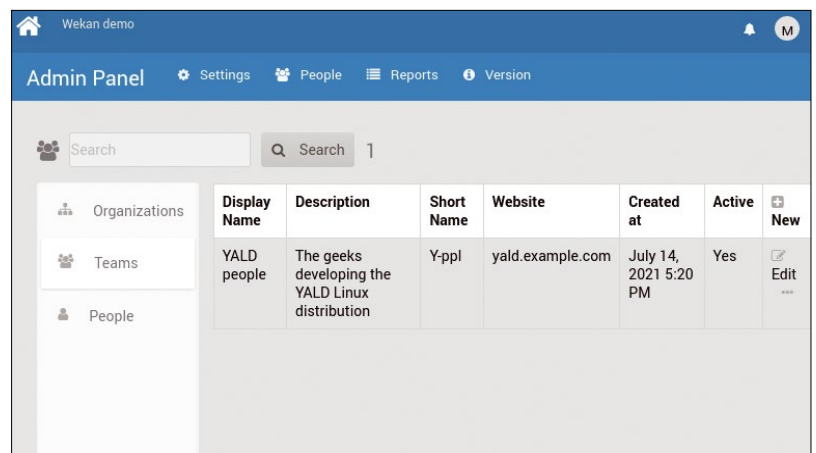 Wekan demo
M
Admin Panel
Settings
People
Reports
Version
Search
Search
1
Organizations
Teams
People
Display Name
Description
Short Name
Website
Created at
Active
New
YALD people
The geeks
developing the
YALD Linux
distribution
Y-ppl
yald.example.com
July 14,
2021 5:20
PM
Yes
Edit
...